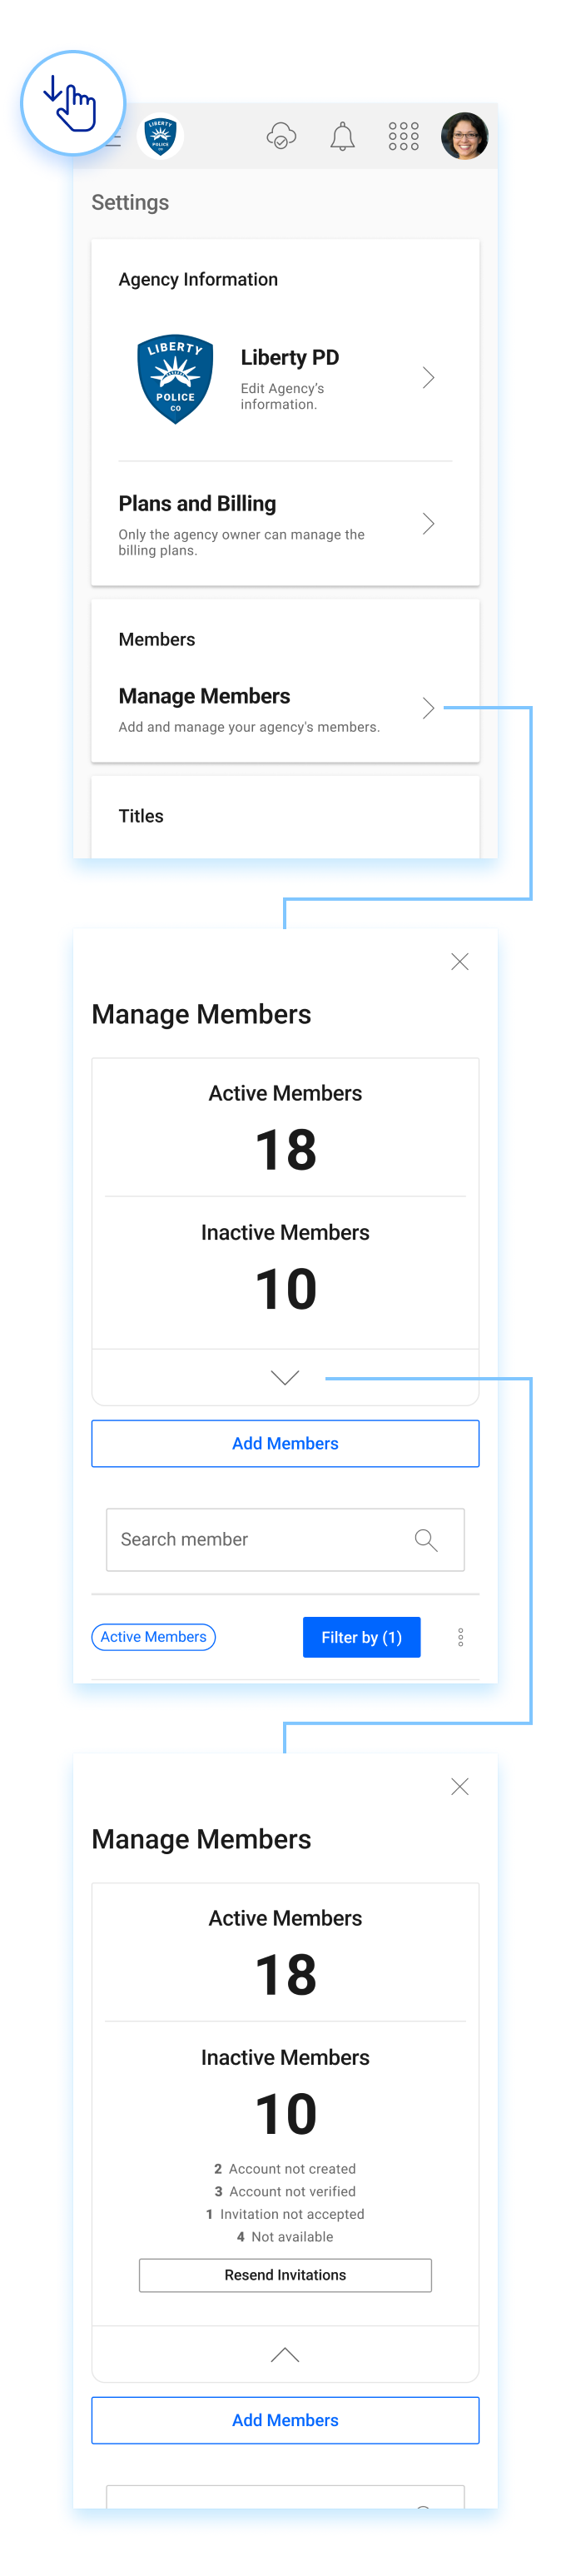 LIBERTY
POLICE
CO
Settings
Agency Information
LIBERTY
POLICE
CO
Liberty PD
Edit Agency's
information.
Plans and Billing
Only the agency owner can manage the
billing plans.
Members
Manage Members
Add and manage your agency's members.
Titles
Manage Members
Active Members
18
Inactive Members
10
Add Members
Search member
Active Members
Filter by (1)
Manage Members
Active Members
18
Inactive Members
10
2 Account not created
3 Account not verified
1 Invitation not accepted
4 Not available
Resend Invitations
Add Members